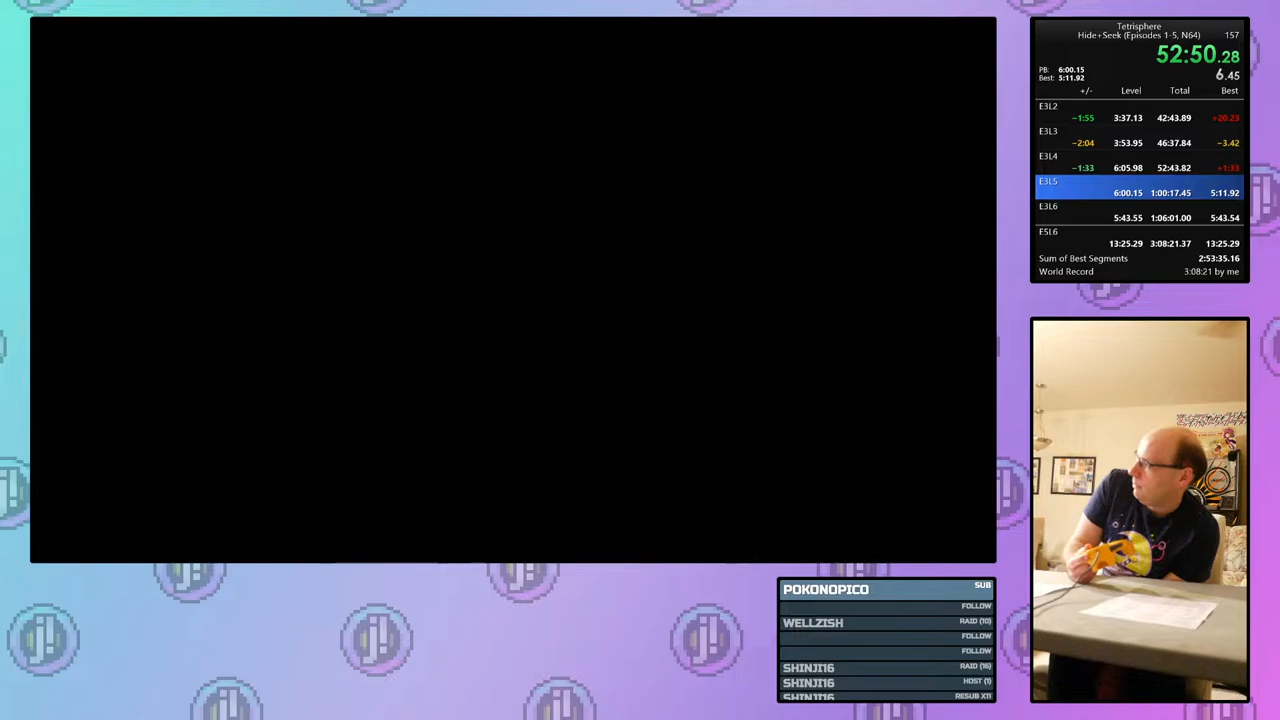 Tetrisphere
Hide+Seek (Episodes 1-5, N64) 157
52:50.28
PB: 6:00.15
Best: 5:11.92
6.45
+/- Level Total Best
E3L2
−1:55 3:37.13 42:43.89 +20.23
E3L3
−2:04 3:53.95 46:37.84 −3.42
E3L4
−1:33 6:05.98 52:43.82 +1:33
E3L5
6:00.15 1:00:17.45 5:11.92
E3L6
5:43.55 1:06:01.00 5:43.54
E5L6
13:25.29 3:08:21.37 13:25.29
Sum of Best Segments 2:53:35.16
World Record 3:08:21 by me
POKONOPICO SUB
FOLLOW
WELLZISH RAID (10)
FOLLOW
FOLLOW
SHINJI16 RAID (16)
SHINJI16 HOST (1)
SHINJI16 RESUB X11
j!
j!
j!
j!
j!